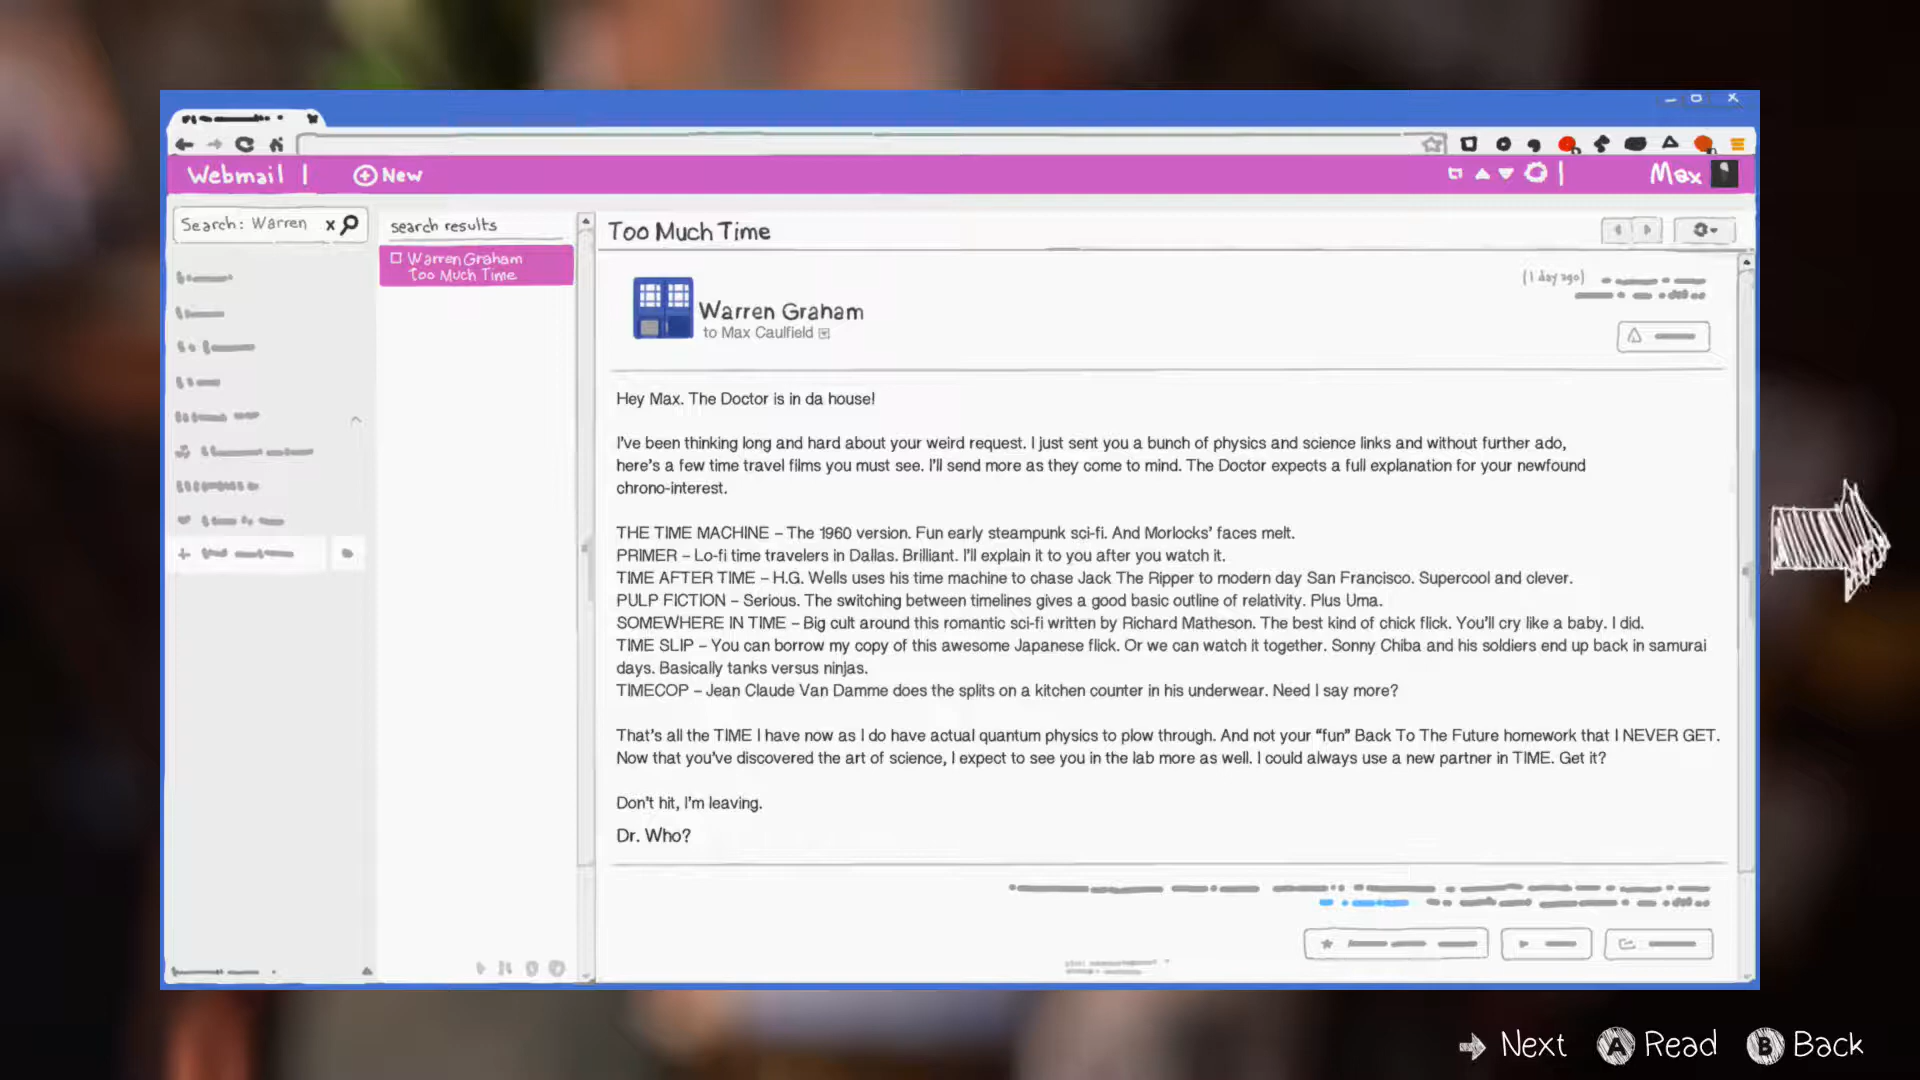 Webmail | New
Max
Search: Warren x
search results
Warren Graham
Too Much Time
Too Much Time
(1 day ago)
Warren Graham
to Max Caulfield
Hey Max. The Doctor is in da house!
I've been thinking long and hard about your weird request. I just sent you a bunch of physics and science links and without further ado,
here's a few time travel films you must see. I'll send more as they come to mind. The Doctor expects a full explanation for your newfound
chrono-interest.
THE TIME MACHINE – The 1960 version. Fun early steampunk sci-fi. And Morlocks' faces melt.
PRIMER – Lo-fi time travelers in Dallas. Brilliant. I'll explain it to you after you watch it.
TIME AFTER TIME – H.G. Wells uses his time machine to chase Jack The Ripper to modern day San Francisco. Supercool and clever.
PULP FICTION – Serious. The switching between timelines gives a good basic outline of relativity. Plus Uma.
SOMEWHERE IN TIME – Big cult around this romantic sci-fi written by Richard Matheson. The best kind of chick flick. You'll cry like a baby. I did.
TIME SLIP – You can borrow my copy of this awesome Japanese flick. Or we can watch it together. Sonny Chiba and his soldiers end up back in samurai
days. Basically tanks versus ninjas.
TIMECOP – Jean Claude Van Damme does the splits on a kitchen counter in his underwear. Need I say more?
That's all the TIME I have now as I do have actual quantum physics to plow through. And not your “fun” Back To The Future homework that I NEVER GET.
Now that you've discovered the art of science, I expect to see you in the lab more as well. I could always use a new partner in TIME. Get it?
Don't hit, I'm leaving.
Dr. Who?
Next A Read B Back